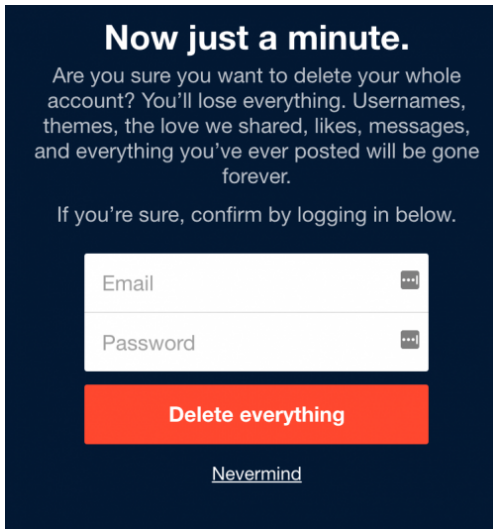 Now just a minute.
Are you sure you want to delete your whole
account? You’ll lose everything. Usernames,
themes, the love we shared, likes, messages,
and everything you’ve ever posted will be gone
forever.
If you’re sure, confirm by logging in below.
Email
Password
Delete everything
Nevermind